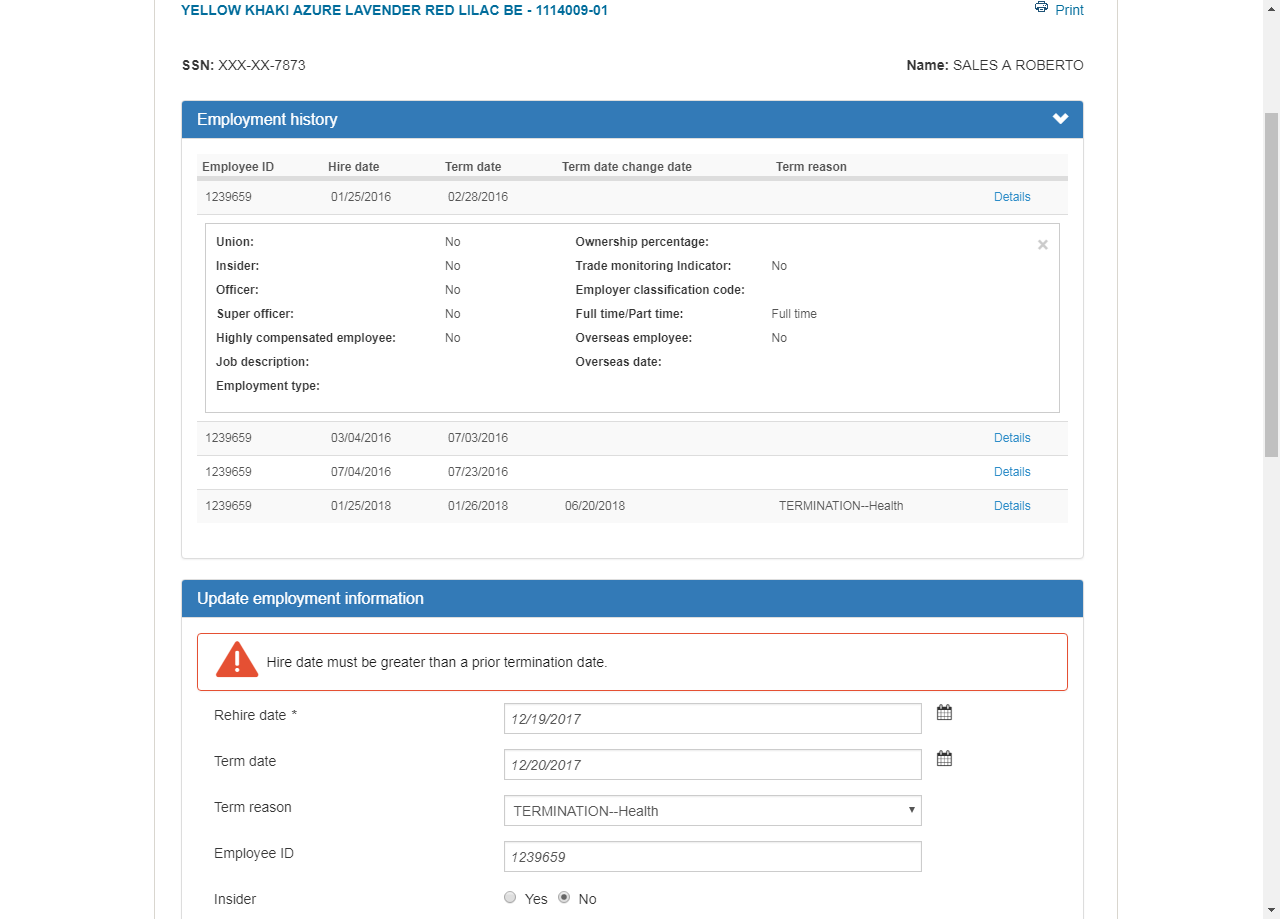 YELLOW KHAKI AZURE LAVENDER RED LILAC BE - 1114009-01 Print
SSN: XXX-XX-7873 Name: SALES A ROBERTO
Employment history
Employee ID Hire date Term date Term date change date Term reason
1239659 01/25/2016 02/28/2016 Details
Union: No Ownership percentage:
Insider: No Trade monitoring Indicator: No
Officer: No Employer classification code:
Super officer: No Full time/Part time: Full time
Highly compensated employee: No Overseas employee: No
Job description: Overseas date:
Employment type:
1239659 03/04/2016 07/03/2016 Details
1239659 07/04/2016 07/23/2016 Details
1239659 01/25/2018 01/26/2018 06/20/2018 TERMINATION--Health Details
Update employment information
Hire date must be greater than a prior termination date.
Rehire date * 12/19/2017
Term date 12/20/2017
Term reason TERMINATION--Health
Employee ID 1239659
Insider Yes No